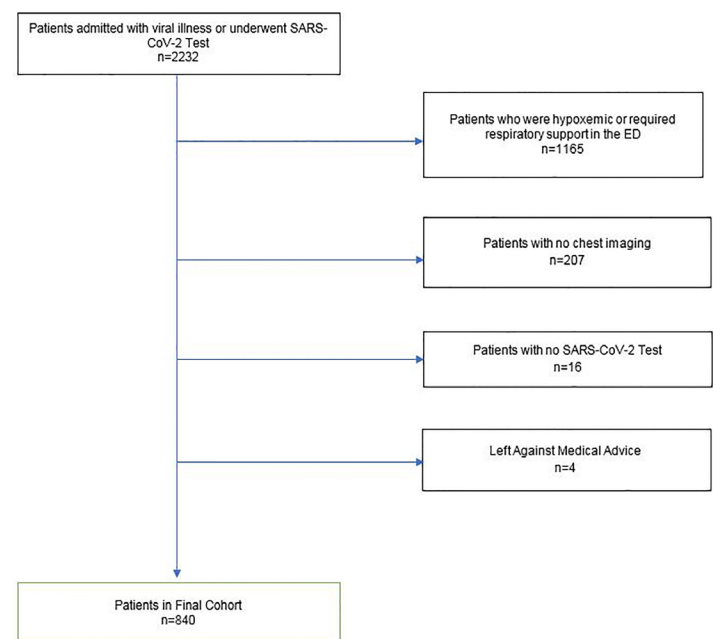 Patients admitted with viral illness or underwent SARS-
CoV-2 Test
n=2232
Patients who were hypoxemic or required
respiratory support in the ED
n=1165
Patients with no chest imaging
n=207
Patients with no SARS-CoV-2 Test
n=16
Left Against Medical Advice
n=4
Patients in Final Cohort
n=840